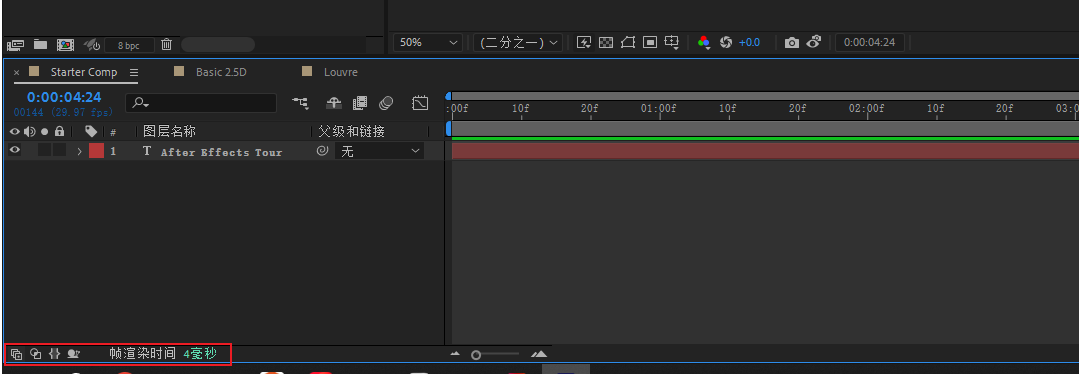 8 bpc
50% (二分之一) +0.0 0:00:04:24
× Starter Comp Basic 2.5D Louvre
0:00:04:24
00144 (29.97 fps)
:00f 10f 20f 01:00f 10f 20f 02:00f 10f 20f 03:0
# 图层名称 父级和链接
1 T After Effects Tour 无
帧渲染时间 4毫秒